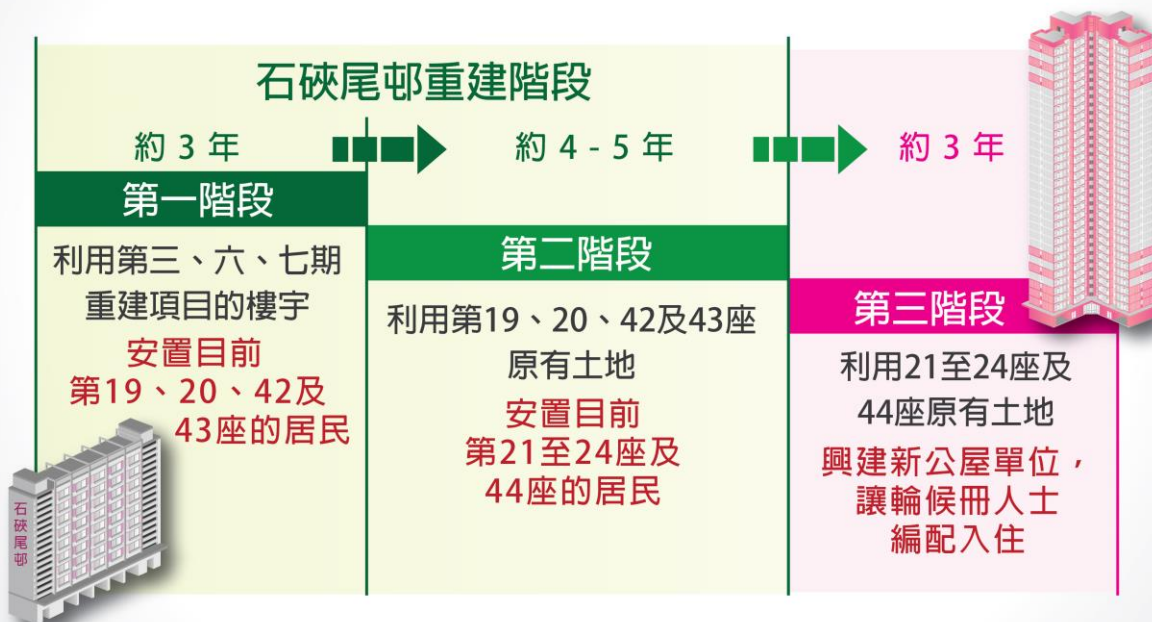 石硤尾邨重建階段
約 3 年
約 4 - 5 年
約 3 年
第一階段
利用第三、六、七期
重建項目的樓宇
安置目前
第19、20、42及
43座的居民
第二階段
利用第19、20、42及43座
原有土地
安置目前
第21至24座及
44座的居民
第三階段
利用21至24座及
44座原有土地
興建新公屋單位，
讓輪候冊人士
編配入住
石硤尾邨